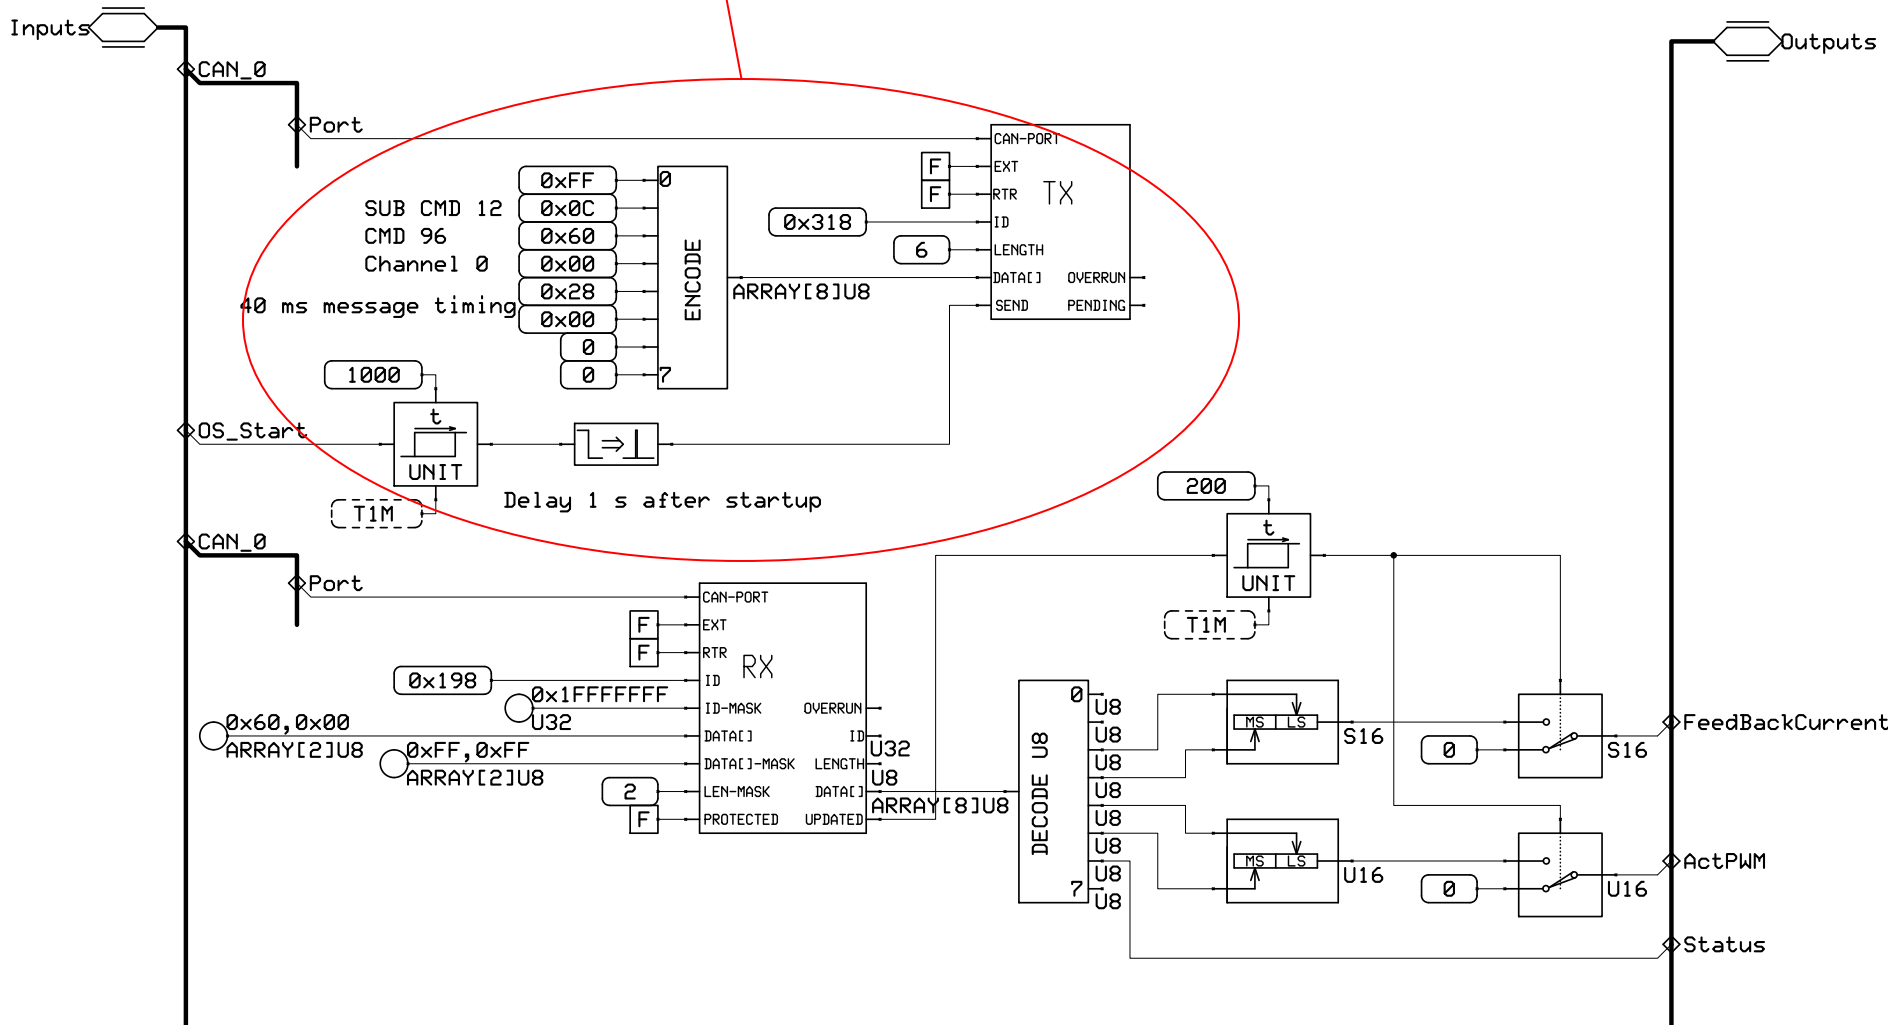 Inputs
Outputs
CAN_0
Port
CAN-PORT
EXT
RTR
TX
ID
LENGTH
DATA[]
SEND
OVERRUN
PENDING
F
F
0x318
6
0xFF
SUB CMD 12
0x0C
CMD 96
0x60
Channel 0
0x00
0x28
40 ms message timing
0x00
0
0
0
ENCODE
7
ARRAY[8]U8
1000
t
UNIT
T1M
OS_Start
Delay 1 s after startup
CAN_0
Port
CAN-PORT
EXT
RTR
RX
ID
ID-MASK
DATA[]
DATA[]-MASK
LEN-MASK
PROTECTED
OVERRUN
ID
U32
LENGTH
U8
DATA[]
ARRAY[8]U8
UPDATED
F
F
0x198
0x1FFFFFFF
U32
0x60,0x00
ARRAY[2]U8
0xFF,0xFF
ARRAY[2]U8
2
F
200
t
UNIT
T1M
0
DECODE U8
7
U8
U8
U8
U8
U8
U8
U8
U8
MS LS
S16
0
S16
FeedBackCurrent
MS LS
U16
0
U16
ActPWM
Status